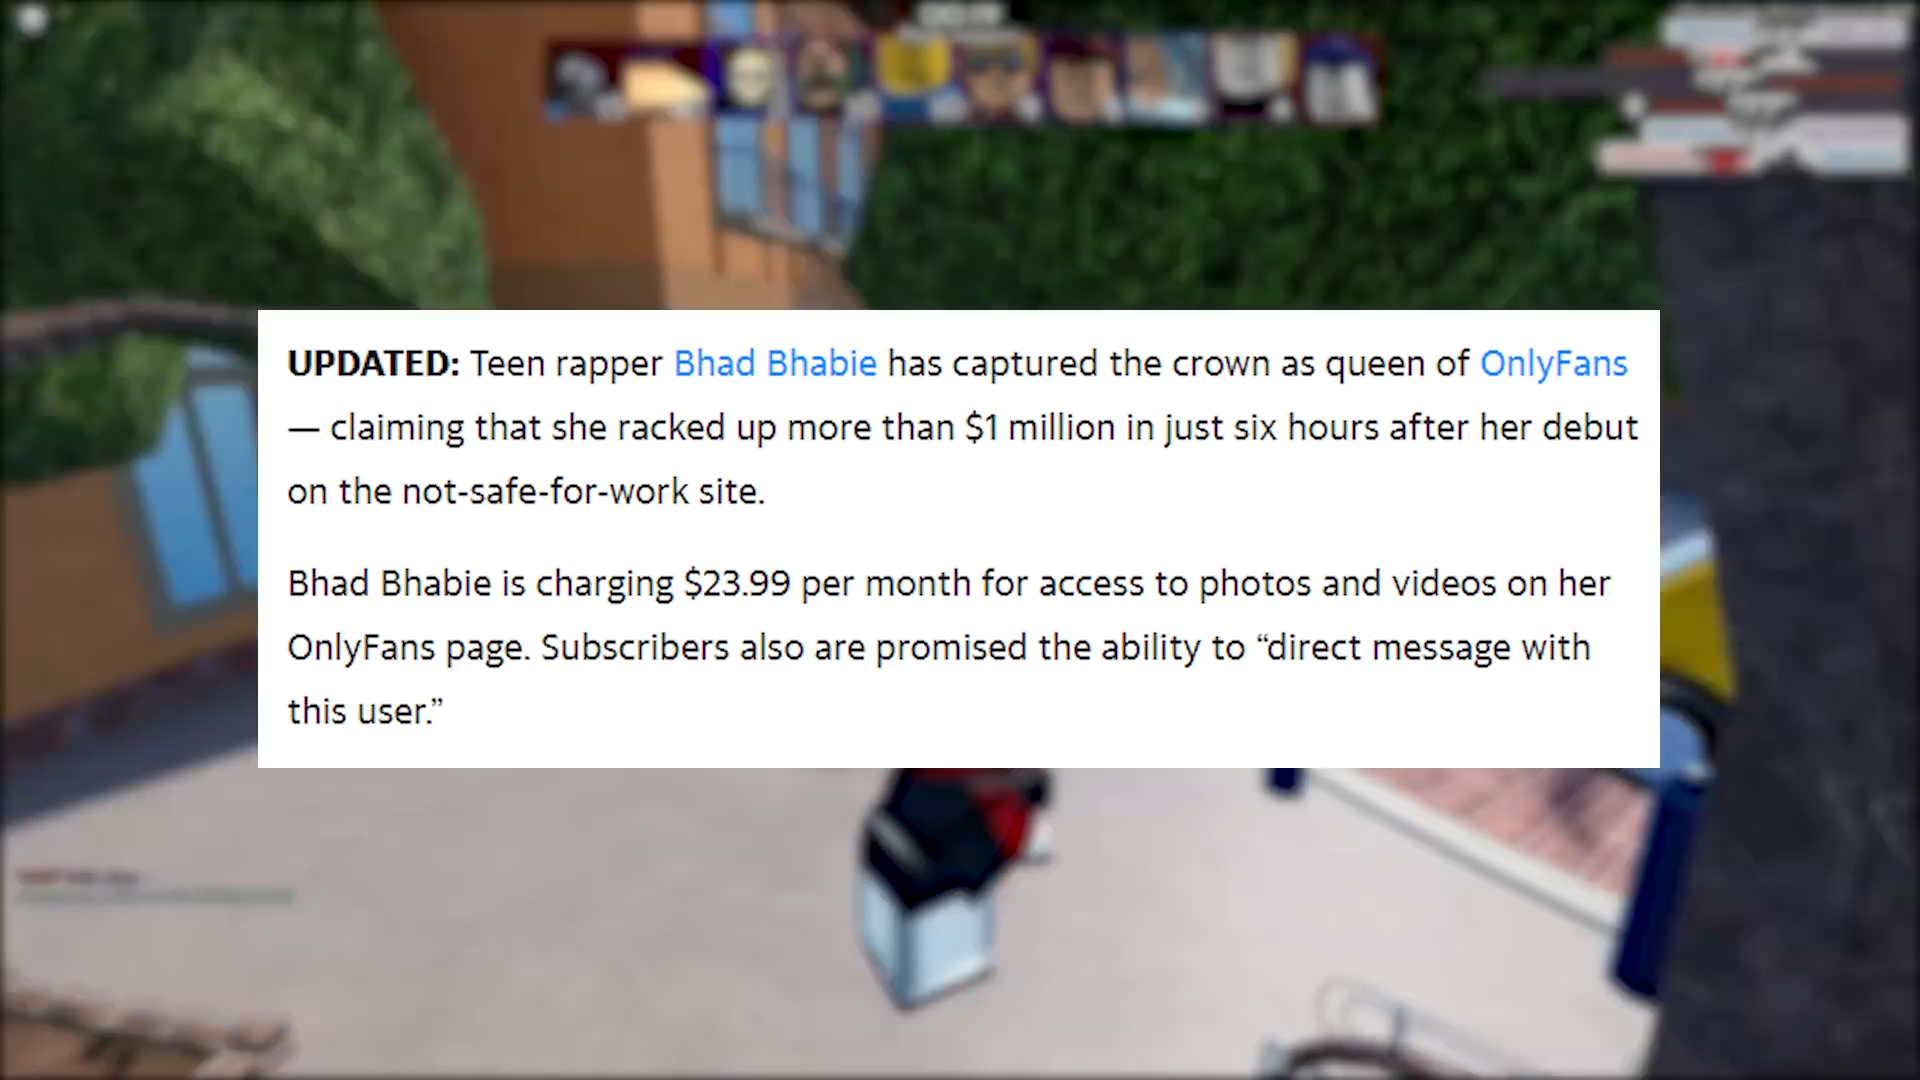 UPDATED: Teen rapper Bhad Bhabie has captured the crown as queen of OnlyFans
— claiming that she racked up more than $1 million in just six hours after her debut
on the not-safe-for-work site.
Bhad Bhabie is charging $23.99 per month for access to photos and videos on her
OnlyFans page. Subscribers also are promised the ability to “direct message with
this user.”